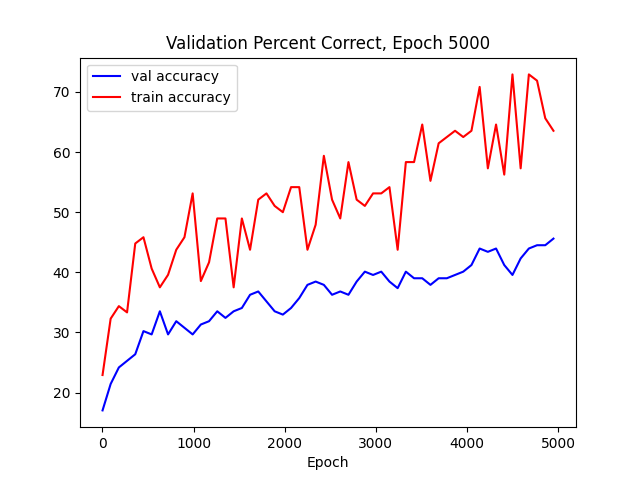 Validation Percent Correct, Epoch 5000
val accuracy
train accuracy
70
60
50
40
30
20
0 1000 2000 3000 4000 5000
Epoch